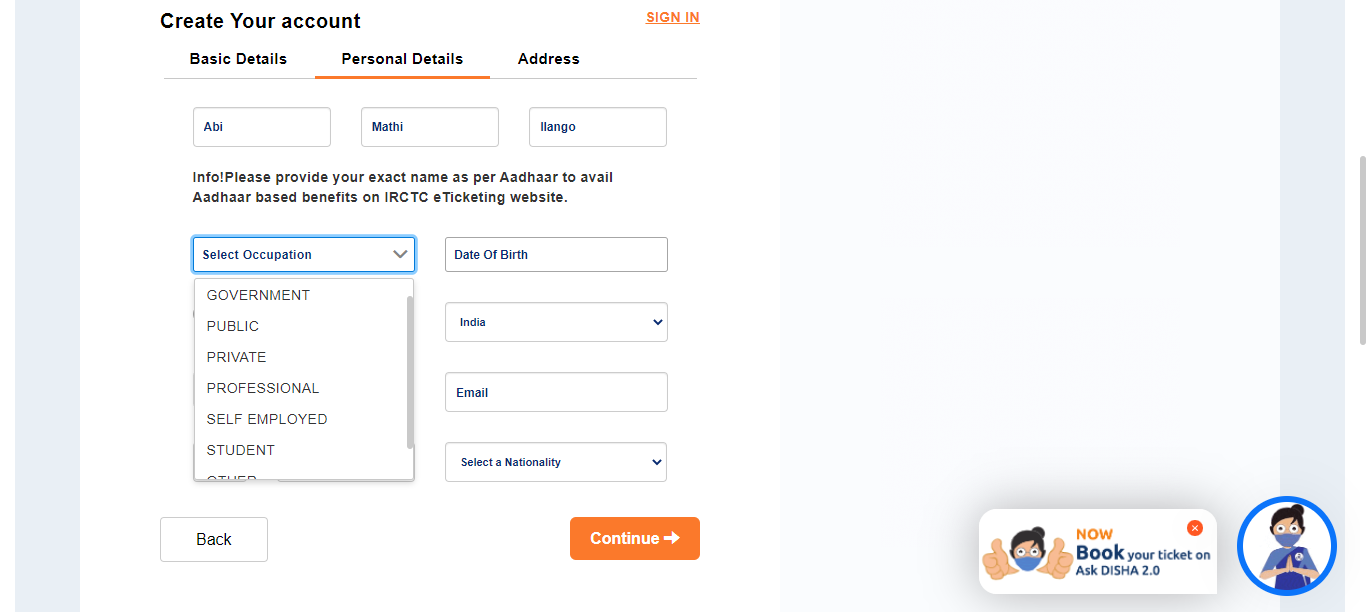 Create Your account
SIGN IN
Basic Details
Personal Details
Address
Abi
Mathi
Ilango
Info!Please provide your exact name as per Aadhaar to avail
Aadhaar based benefits on IRCTC eTicketing website.
Select Occupation
Date Of Birth
GOVERNMENT
PUBLIC
PRIVATE
PROFESSIONAL
SELF EMPLOYED
STUDENT
OTHER
India
Email
Select a Nationality
Back
Continue
NOW
Book your ticket on
Ask DISHA 2.0